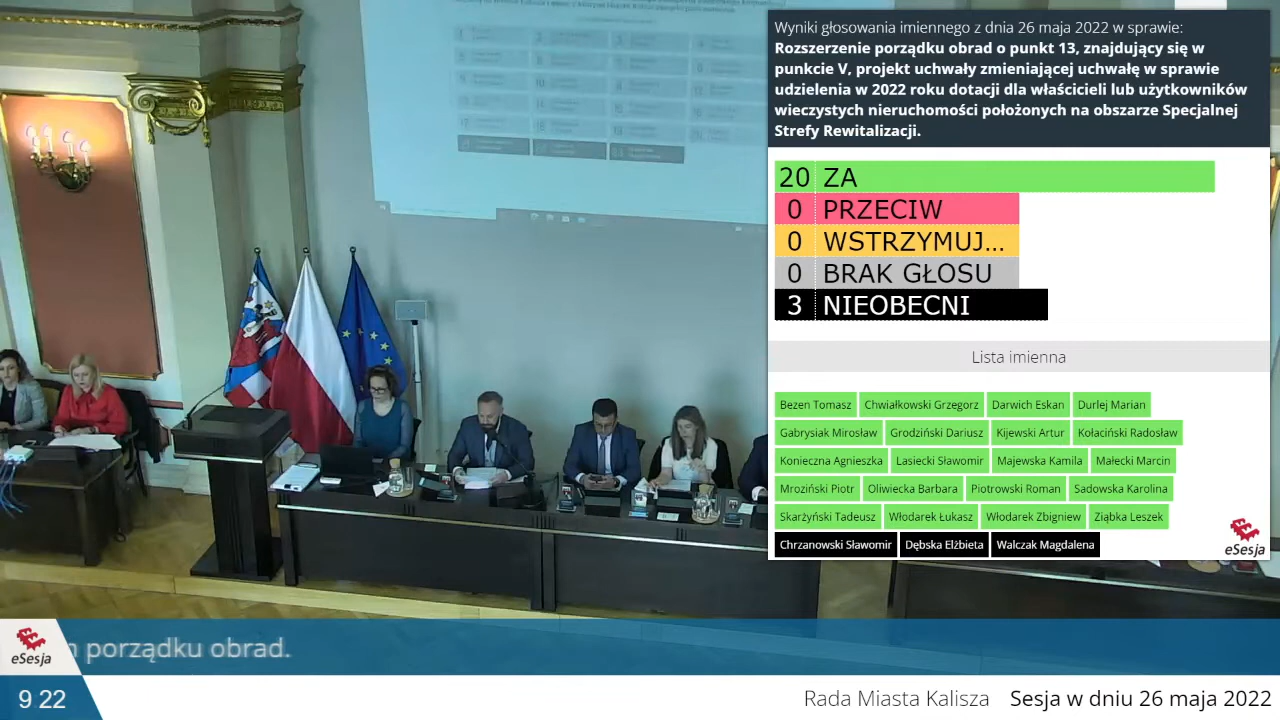 Wyniki głosowania imiennego z dnia 26 maja 2022 w sprawie:
Rozszerzenie porządku obrad o punkt 13, znajdujący się w
punkcie V, projekt uchwały zmieniającej uchwałę w sprawie
udzielenia w 2022 roku dotacji dla właścicieli lub użytkowników
wieczystych nieruchomości położonych na obszarze Specjalnej
Strefy Rewitalizacji.
20 ZA
0 PRZECIW
0 WSTRZYMUJ...
0 BRAK GŁOSU
3 NIEOBECNI
Lista imienna
Bezen Tomasz Chwiałkowski Grzegorz Darwich Eskan Durlej Marian
Gabrysiak Mirosław Grodziński Dariusz Kijewski Artur Kołaciński Radosław
Konieczna Agnieszka Lasiecki Sławomir Majewska Kamila Małecki Marcin
Mroziński Piotr Oliwiecka Barbara Piotrowski Roman Sadowska Karolina
Skarżyński Tadeusz Włodarek Łukasz Włodarek Zbigniew Ziąbka Leszek
Chrzanowski Sławomir Dębska Elżbieta Walczak Magdalena
eSesja
porządku obrad.
eSesja
9 22
Rada Miasta Kalisza Sesja w dniu 26 maja 2022